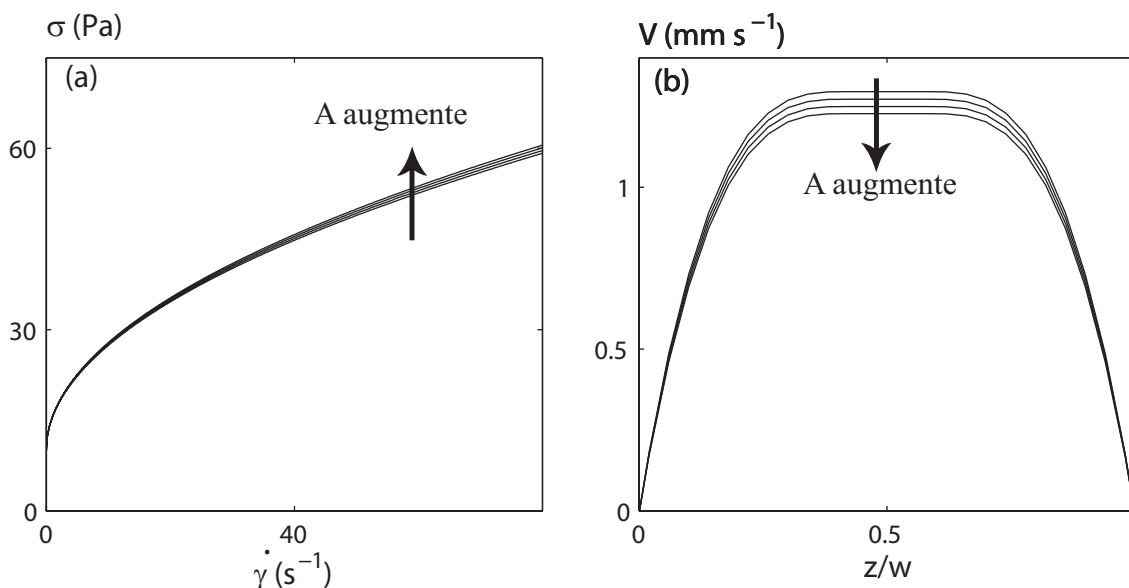 σ (Pa)
(a)
A augmente
60
30
0
0
40
γ̇ (s⁻¹)
V (mm s⁻¹)
(b)
1
A augmente
0.5
0
0
0.5
z/w